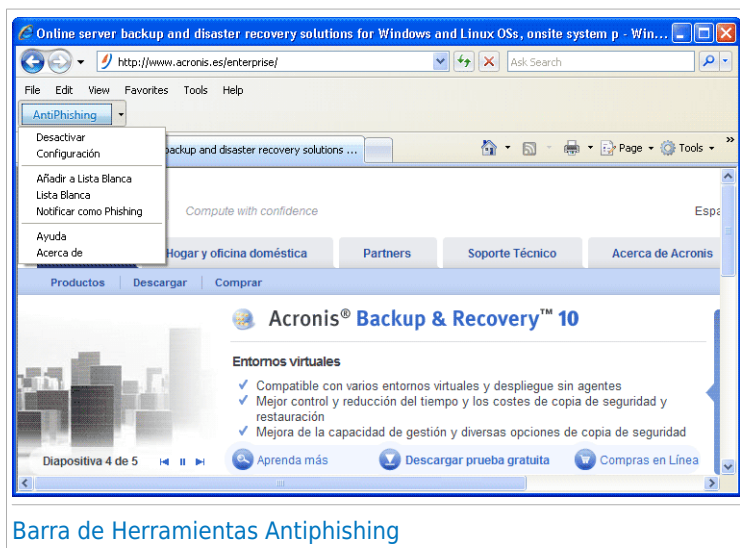 Online server backup and disaster recovery solutions for Windows and Linux OSs, onsite system p - Win...
http://www.acronis.es/enterprise/
Ask Search
File Edit View Favorites Tools Help
AntiPhishing
Desactivar
Configuración
Añadir a Lista Blanca
Lista Blanca
Notificar como Phishing
Ayuda
Acerca de
backup and disaster recovery solutions ...
Page Tools »
Compute with confidence
Espa
Hogar y oficina doméstica Partners Soporte Técnico Acerca de Acronis
Productos Descargar Comprar
Acronis® Backup & Recovery™ 10
Entornos virtuales
Compatible con varios entornos virtuales y despliegue sin agentes
Mejor control y reducción del tiempo y los costes de copia de seguridad y
restauración
Mejora de la capacidad de gestión y diversas opciones de copia de seguridad
Diapositiva 4 de 5
Aprenda más Descargar prueba gratuita Compras en Línea
Barra de Herramientas Antiphishing